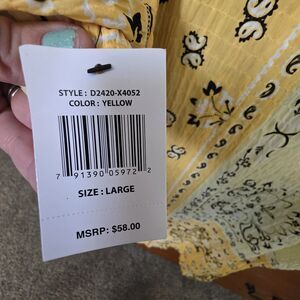 STYLE : D2420-X4052
COLOR : YELLOW
7 91390 05972 2
SIZE : LARGE
MSRP: $58.00